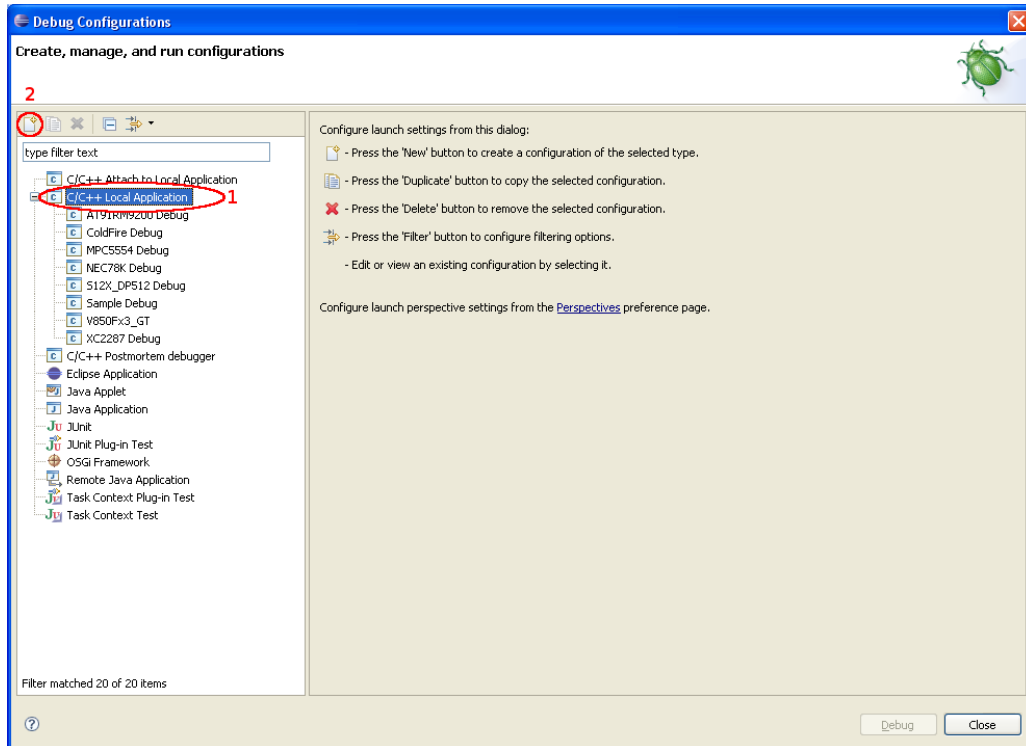 Debug Configurations
Create, manage, and run configurations
2
type filter text
C/C++ Attach to Local Application
C/C++ Local Application
1
AT91RM9200 Debug
ColdFire Debug
MPC5554 Debug
NEC78K Debug
S12X_DP512 Debug
Sample Debug
V850Fx3_GT
XC2287 Debug
C/C++ Postmortem debugger
Eclipse Application
Java Applet
Java Application
JUnit
JUnit Plug-in Test
OSGi Framework
Remote Java Application
Task Context Plug-in Test
Task Context Test
Filter matched 20 of 20 items
Configure launch settings from this dialog:
- Press the 'New' button to create a configuration of the selected type.
- Press the 'Duplicate' button to copy the selected configuration.
- Press the 'Delete' button to remove the selected configuration.
- Press the 'Filter' button to configure filtering options.
- Edit or view an existing configuration by selecting it.
Configure launch perspective settings from the Perspectives preference page.
Debug
Close